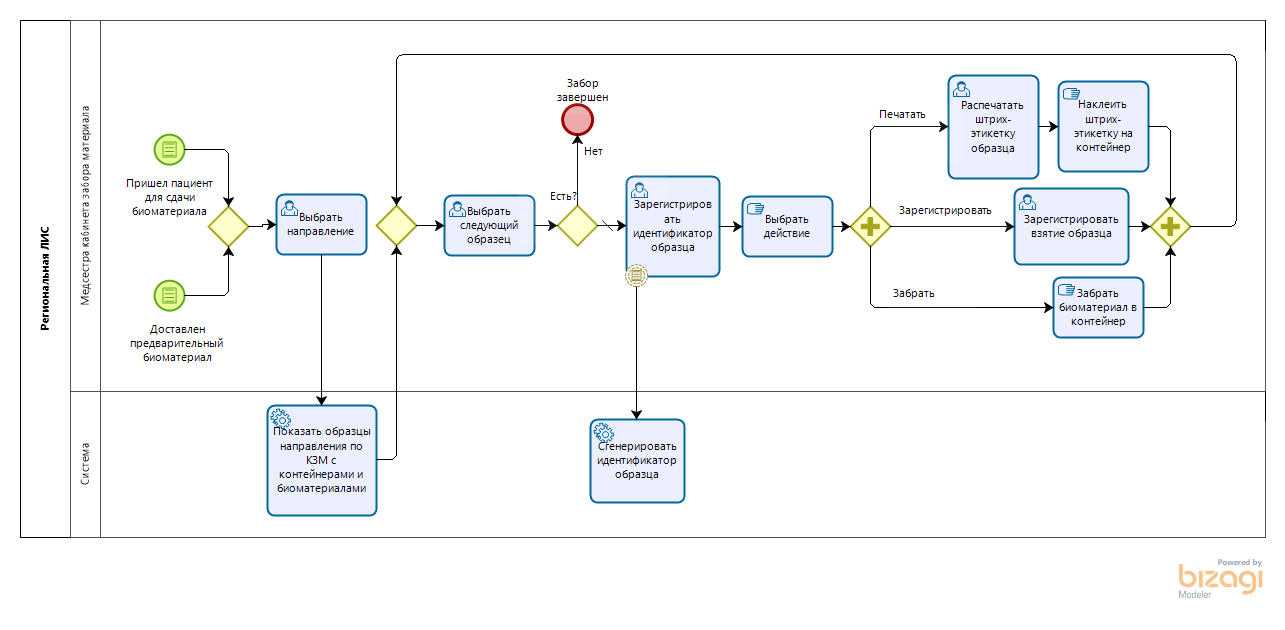 Региональная ЛИС
Медсестра кабинета забора материала
Система
Пришел пациент
для сдачи
биоматериала
Доставлен
предварительный
биоматериал
Выбрать
направление
Показать образцы
направления по
КЗМ с
контейнерами и
биоматериалами
Выбрать
следующий
образец
Забор
завершен
Нет
Есть?
Зарегистриров
ать
идентификатор
образца
Сгенерировать
идентификатор
образца
Выбрать
действие
Печатать
Распечатать
штрих-
этикетку
образца
Наклеить
штрих-
этикетку на
контейнер
Зарегистрировать
Зарегистрировать
взятие образца
Забрать
Забрать
биоматериал в
контейнер
Powered by
bizagi
Modeler